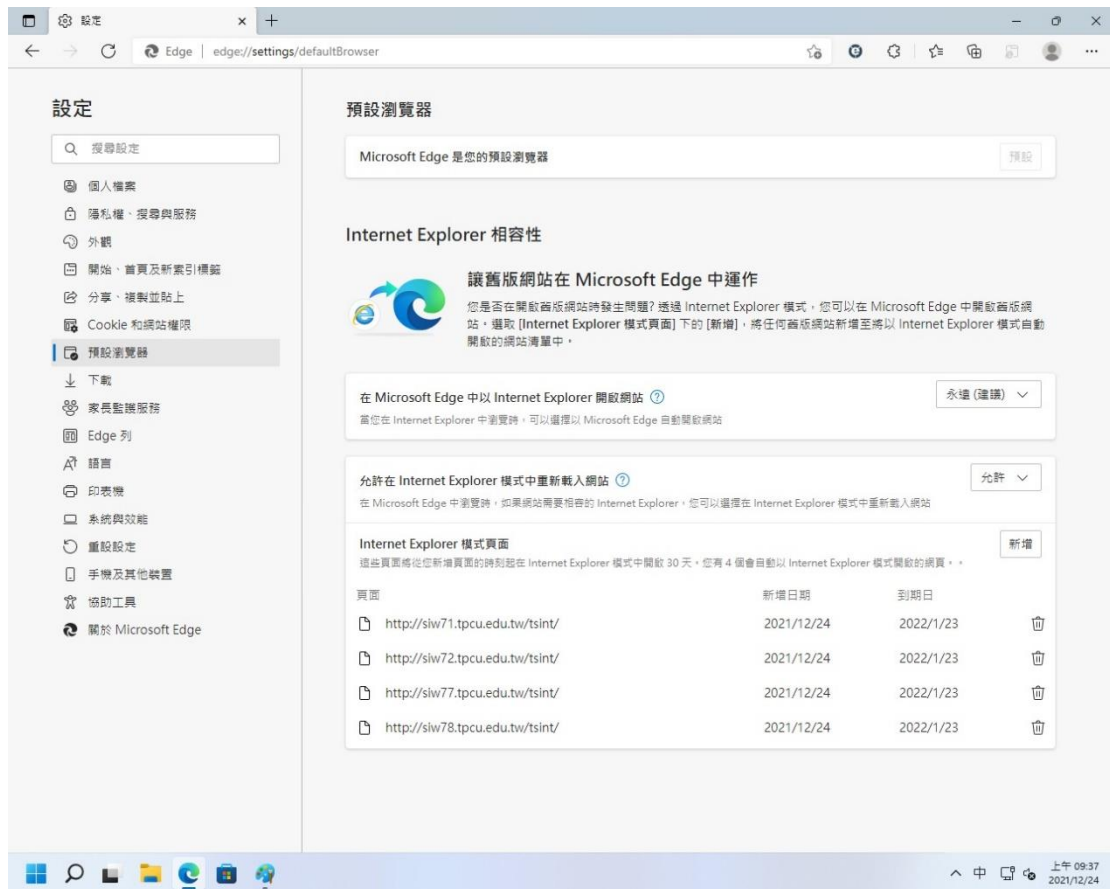 設定
Edge edge://settings/defaultBrowser
設定
搜尋設定
個人檔案
隱私權、搜尋與服務
外觀
開始、首頁及新索引標籤
分享、複製並貼上
Cookie 和網站權限
預設瀏覽器
下載
家長監護服務
Edge 列
語言
印表機
系統與效能
重設設定
手機及其他裝置
協助工具
關於 Microsoft Edge
預設瀏覽器
Microsoft Edge 是您的預設瀏覽器
預設
Internet Explorer 相容性
讓舊版網站在 Microsoft Edge 中運作
您是否在開啟舊版網站時發生問題? 透過 Internet Explorer 模式，您可以在 Microsoft Edge 中開啟舊版網
站。選取 [Internet Explorer 模式頁面] 下的 [新增]，將任何舊版網站新增至將以 Internet Explorer 模式自動
開啟的網站清單中。
在 Microsoft Edge 中以 Internet Explorer 開啟網站
永遠 (建議)
當您在 Internet Explorer 中瀏覽時，可以選擇以 Microsoft Edge 自動開啟網站
允許在 Internet Explorer 模式中重新載入網站
允許
在 Microsoft Edge 中瀏覽時，如果網站需要相容的 Internet Explorer，您可以選擇在 Internet Explorer 模式中重新載入網站
Internet Explorer 模式頁面
新增
這些頁面將從您新增頁面的時刻起在 Internet Explorer 模式中開啟 30 天。您有 4 個會自動以 Internet Explorer 模式開啟的網頁。。
頁面 新增日期 到期日
http://siw71.tpcu.edu.tw/tsint/ 2021/12/24 2022/1/23
http://siw72.tpcu.edu.tw/tsint/ 2021/12/24 2022/1/23
http://siw77.tpcu.edu.tw/tsint/ 2021/12/24 2022/1/23
http://siw78.tpcu.edu.tw/tsint/ 2021/12/24 2022/1/23
中
上午 09:37
2021/12/24